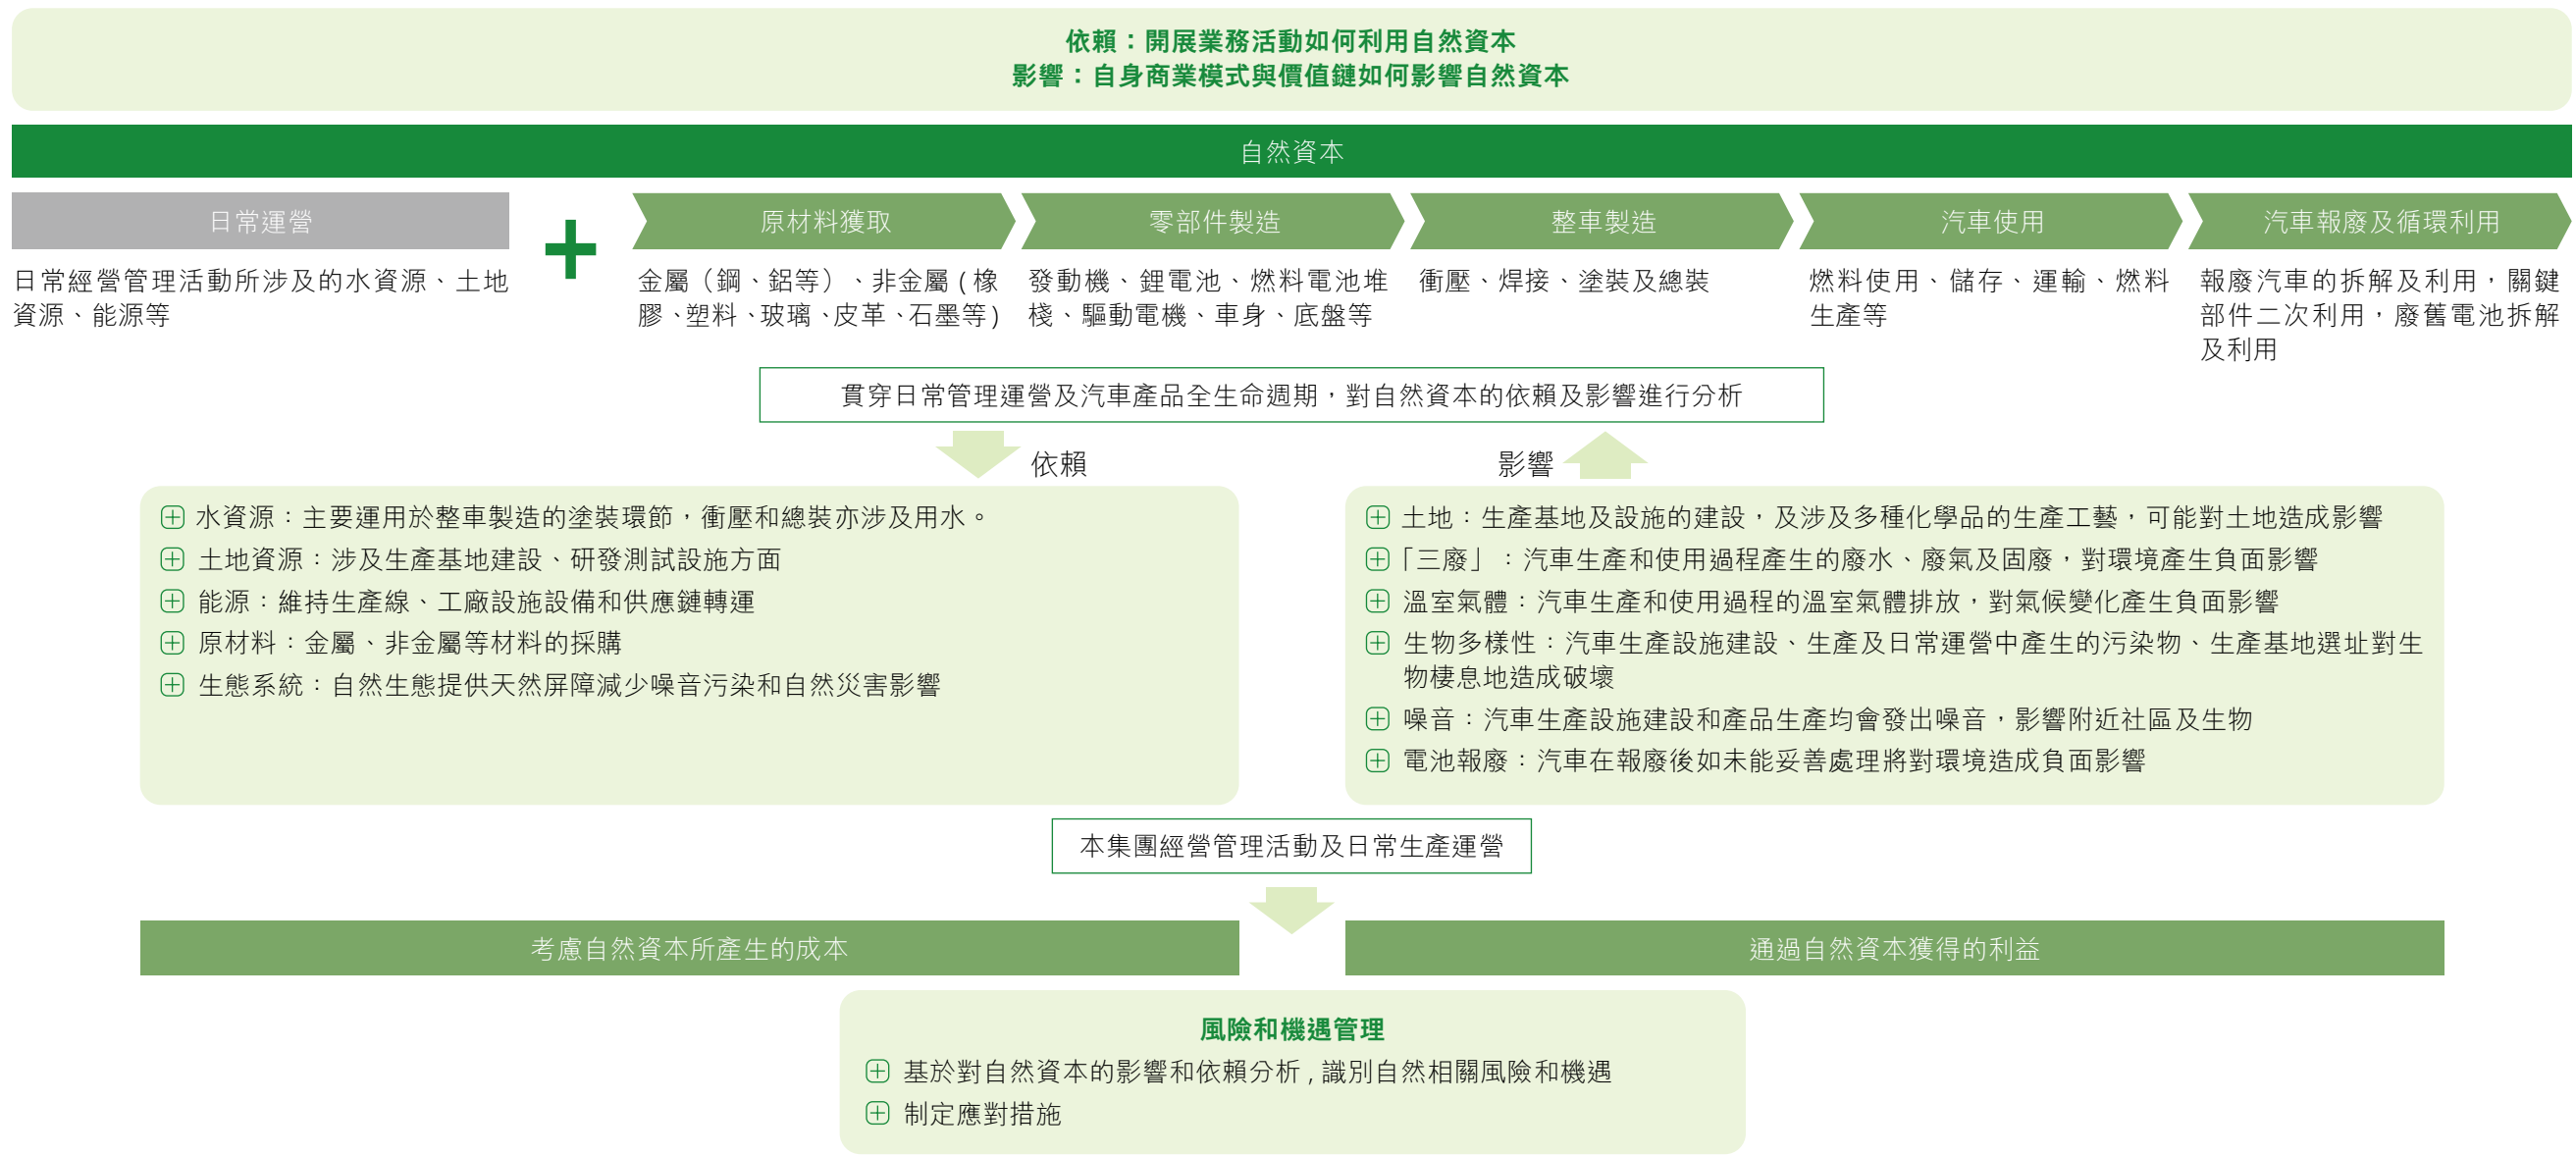 依賴：開展業務活動如何利用自然資本
影響：自身商業模式與價值鏈如何影響自然資本
自然資本
日常運營
日常經營管理活動所涉及的水資源、土地
資源、能源等
原材料獲取
金屬（鋼、鋁等）、非金屬 ( 橡
膠、塑料、玻璃、皮革、石墨等 )
零部件製造
發動機、鋰電池、燃料電池堆
棧、驅動電機、車身、底盤等
整車製造
衝壓、焊接、塗裝及總裝
汽車使用
燃料使用、儲存、運輸、燃料
生產等
汽車報廢及循環利用
報廢汽車的拆解及利用，關鍵
部件二次利用，廢舊電池拆解
及利用
貫穿日常管理運營及汽車產品全生命週期，對自然資本的依賴及影響進行分析
依賴
水資源：主要運用於整車製造的塗裝環節，衝壓和總裝亦涉及用水。
土地資源：涉及生產基地建設、研發測試設施方面
能源：維持生產線、工廠設施設備和供應鏈轉運
原材料：金屬、非金屬等材料的採購
生態系統：自然生態提供天然屏障減少噪音污染和自然災害影響
影響
土地：生產基地及設施的建設，及涉及多種化學品的生產工藝，可能對土地造成影響
「三廢」：汽車生產和使用過程產生的廢水、廢氣及固廢，對環境產生負面影響
溫室氣體：汽車生產和使用過程的溫室氣體排放，對氣候變化產生負面影響
生物多樣性：汽車生產設施建設、生產及日常運營中產生的污染物、生產基地選址對生
物棲息地造成破壞
噪音：汽車生產設施建設和產品生產均會發出噪音，影響附近社區及生物
電池報廢：汽車在報廢後如未能妥善處理將對環境造成負面影響
本集團經營管理活動及日常生產運營
考慮自然資本所產生的成本
通過自然資本獲得的利益
風險和機遇管理
基於對自然資本的影響和依賴分析 , 識別自然相關風險和機遇
制定應對措施